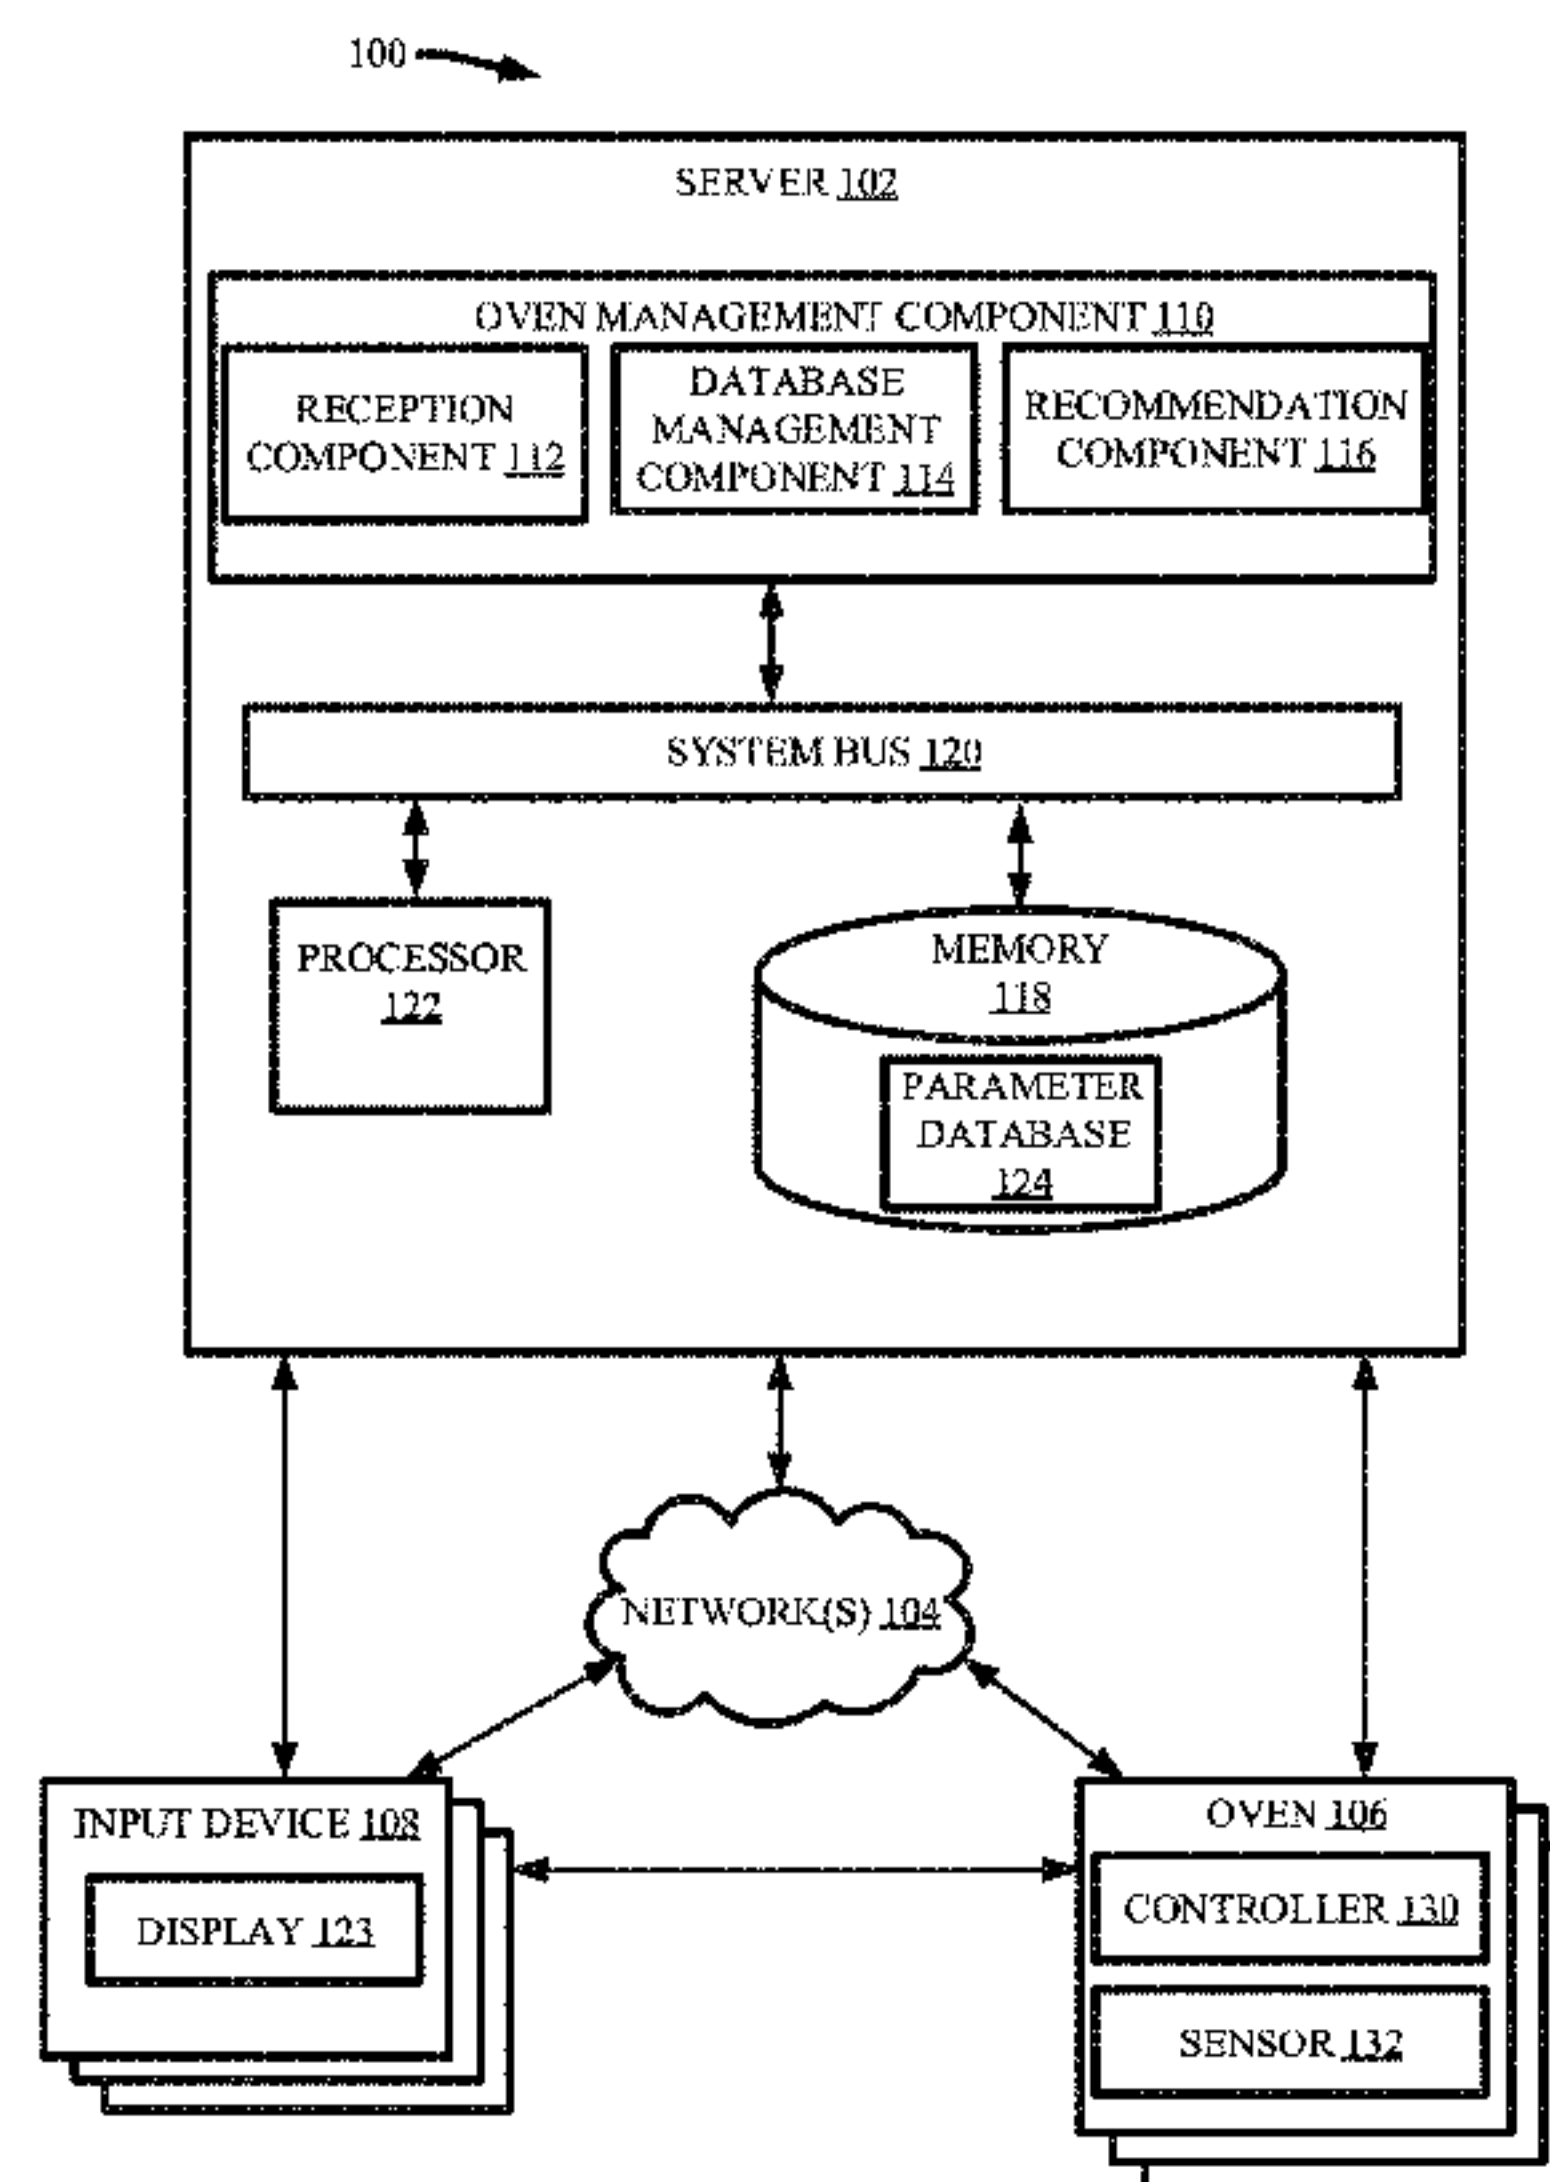 100
SERVER 102
OVEN MANAGEMENT COMPONENT 110
RECEPTION
COMPONENT 112
DATABASE
MANAGEMENT
COMPONENT 114
RECOMMENDATION
COMPONENT 116
SYSTEM BUS 120
PROCESSOR
122
MEMORY
118
PARAMETER
DATABASE
124
NETWORK(S) 104
INPUT DEVICE 108
DISPLAY 123
OVEN 106
CONTROLLER 130
SENSOR 132